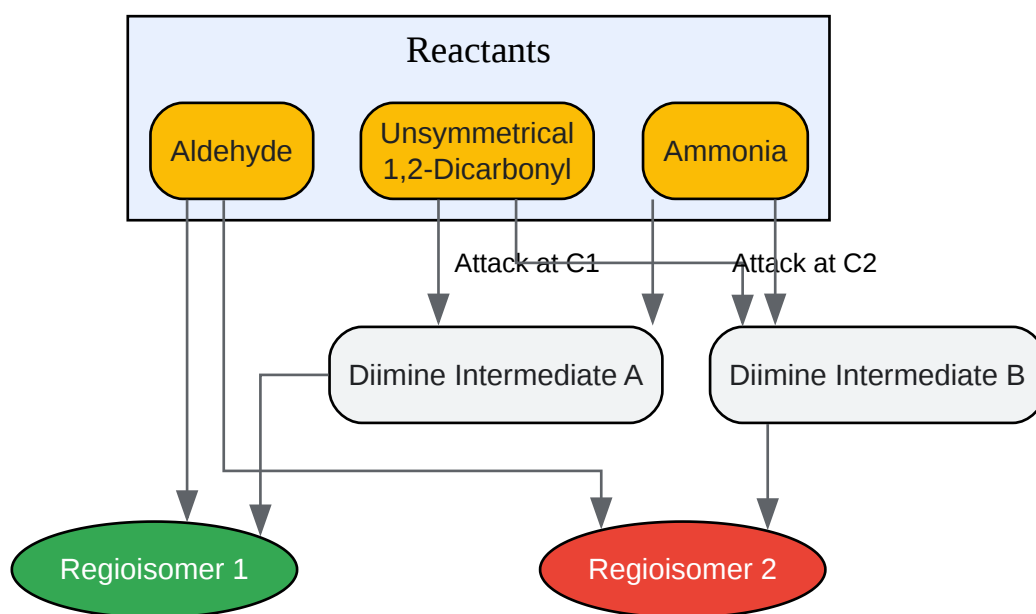 Reactants
Aldehyde
Unsymmetrical
1,2-Dicarbonyl
Ammonia
Attack at C1
Attack at C2
Diimine Intermediate A
Diimine Intermediate B
Regioisomer 1
Regioisomer 2